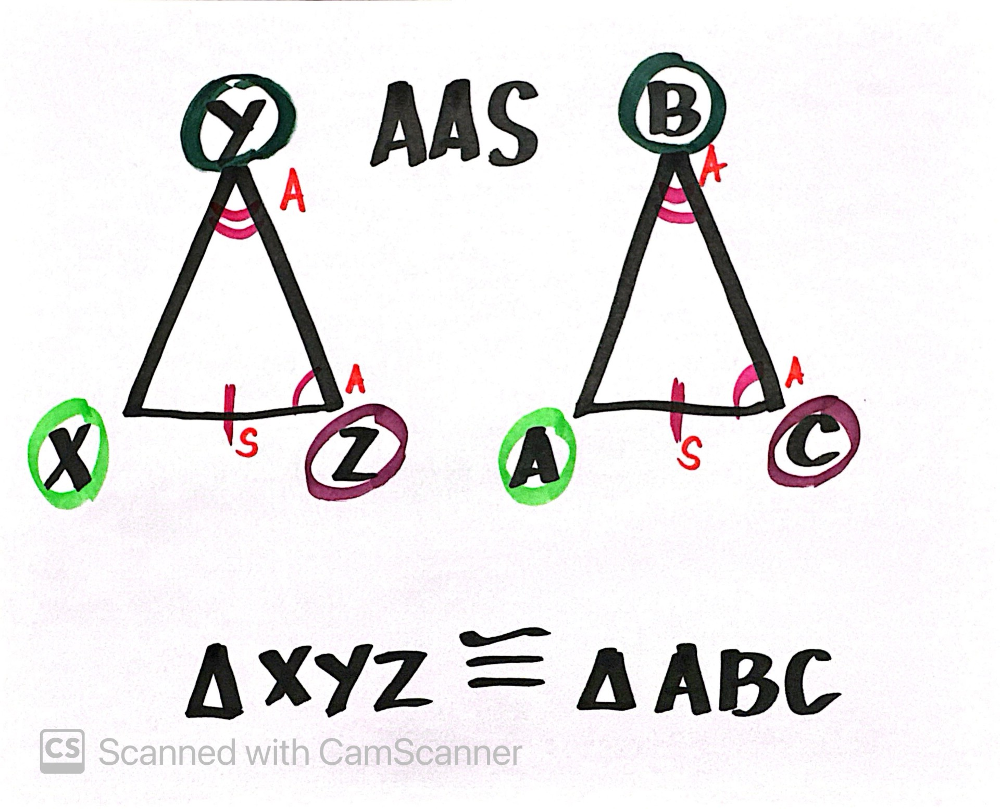 Y AAS B
A A
A A
X S Z A S C
ΔXYZ ≅ ΔABC
CS Scanned with CamScanner